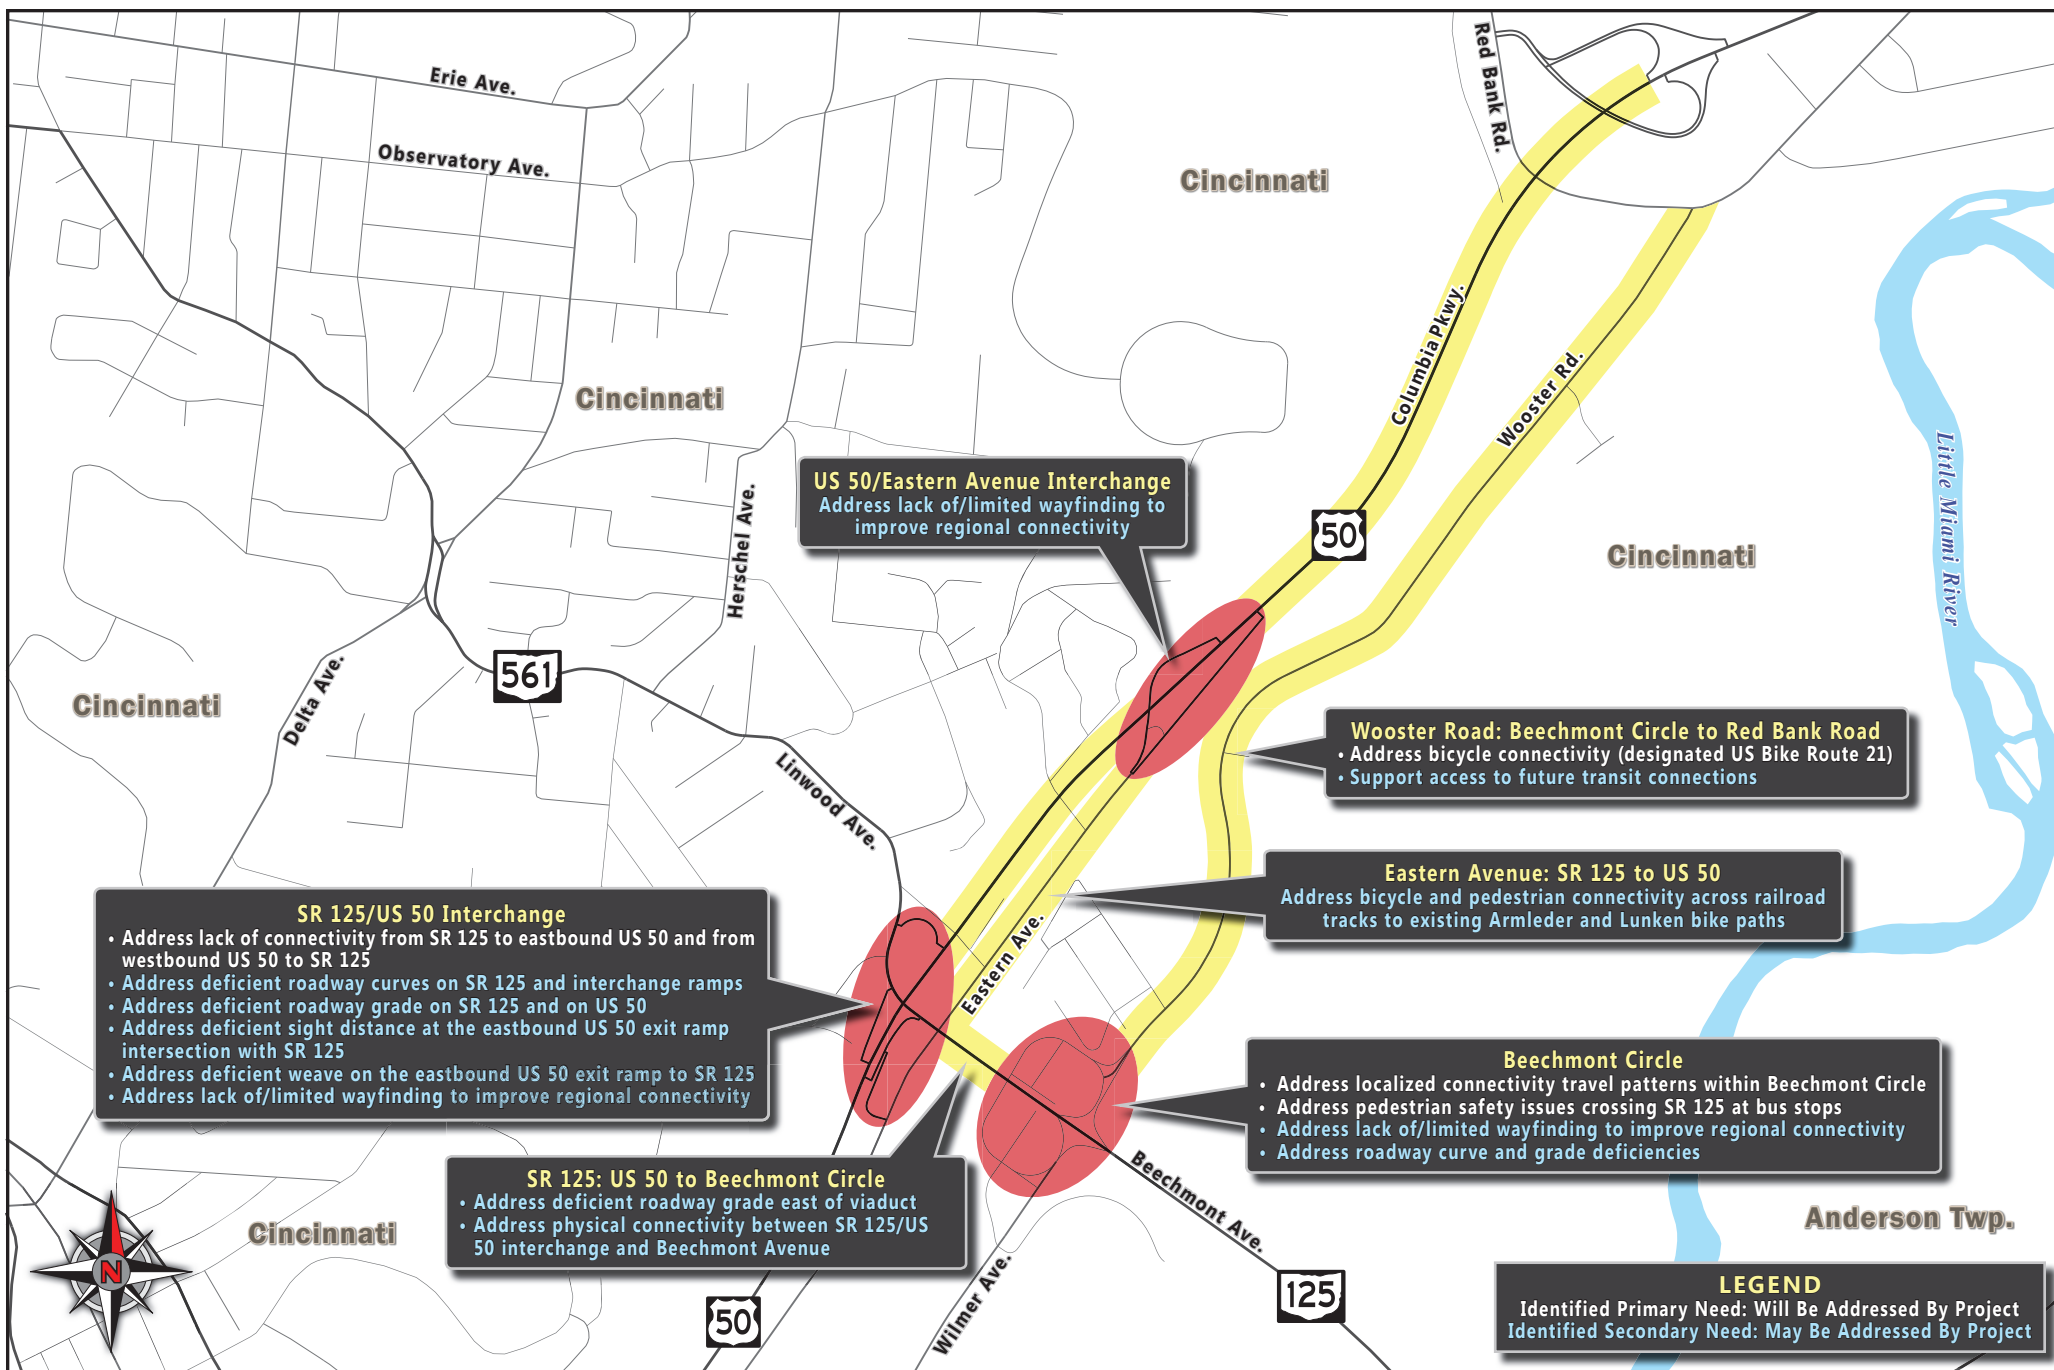 Erie Ave.
Observatory Ave.
Red Bank Rd.
Cincinnati
Columbia Pkwy.
Wooster Rd.
Cincinnati
Little Miami River
US 50/Eastern Avenue Interchange
Address lack of/limited wayfinding to
improve regional connectivity
50
Cincinnati
Herschel Ave.
561
Delta Ave.
Cincinnati
Linwood Ave.
Wooster Road: Beechmont Circle to Red Bank Road
• Address bicycle connectivity (designated US Bike Route 21)
• Support access to future transit connections
Eastern Avenue: SR 125 to US 50
Address bicycle and pedestrian connectivity across railroad
tracks to existing Armleder and Lunken bike paths
Eastern Ave.
SR 125/US 50 Interchange
• Address lack of connectivity from SR 125 to eastbound US 50 and from
westbound US 50 to SR 125
• Address deficient roadway curves on SR 125 and interchange ramps
• Address deficient roadway grade on SR 125 and on US 50
• Address deficient sight distance at the eastbound US 50 exit ramp
intersection with SR 125
• Address deficient weave on the eastbound US 50 exit ramp to SR 125
• Address lack of/limited wayfinding to improve regional connectivity
Beechmont Circle
• Address localized connectivity travel patterns within Beechmont Circle
• Address pedestrian safety issues crossing SR 125 at bus stops
• Address lack of/limited wayfinding to improve regional connectivity
• Address roadway curve and grade deficiencies
SR 125: US 50 to Beechmont Circle
• Address deficient roadway grade east of viaduct
• Address physical connectivity between SR 125/US
50 interchange and Beechmont Avenue
Beechmont Ave.
Cincinnati
Anderson Twp.
N
Wilmer Ave.
50
125
LEGEND
Identified Primary Need: Will Be Addressed By Project
Identified Secondary Need: May Be Addressed By Project